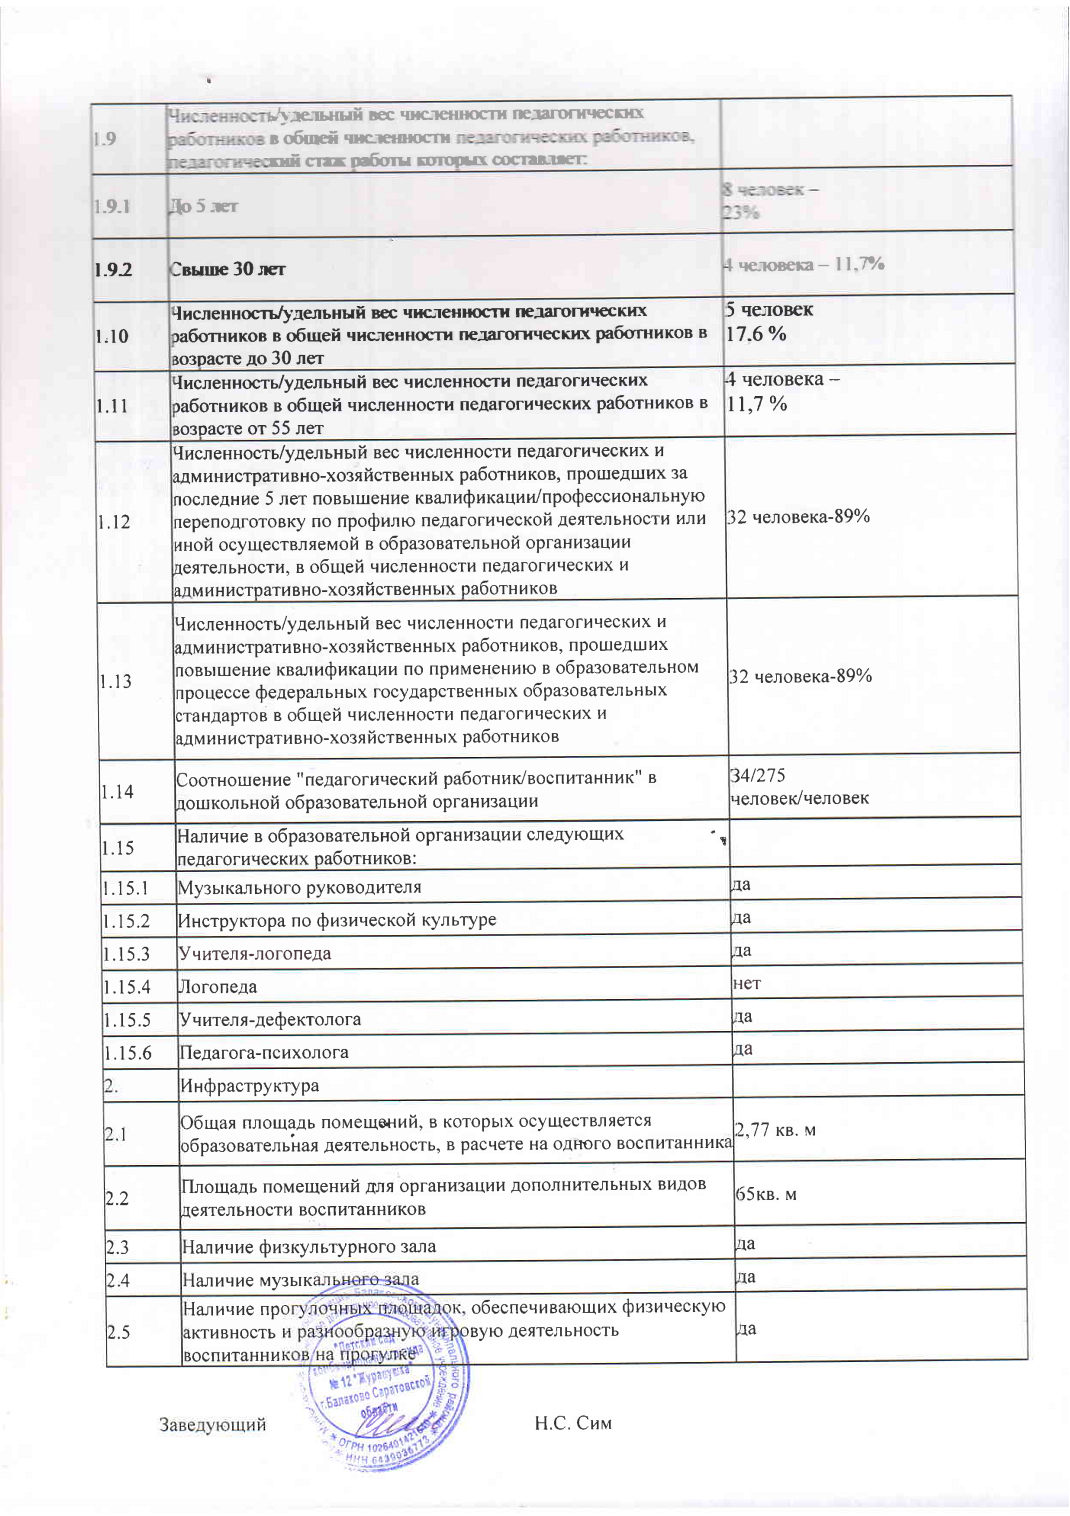 1.9
Численность/удельный вес численности педагогических
работников в общей численности педагогических работников,
педагогический стаж работы которых составляет:
1.9.1
До 5 лет
8 человек –
23%
1.9.2
Свыше 30 лет
4 человека – 11,7%
1.10
Численность/удельный вес численности педагогических
работников в общей численности педагогических работников в
возрасте до 30 лет
5 человек
17.6 %
1.11
Численность/удельный вес численности педагогических
работников в общей численности педагогических работников в
возрасте от 55 лет
4 человека –
11,7 %
1.12
Численность/удельный вес численности педагогических и
административно-хозяйственных работников, прошедших за
последние 5 лет повышение квалификации/профессиональную
переподготовку по профилю педагогической деятельности или
иной осуществляемой в образовательной организации
деятельности, в общей численности педагогических и
административно-хозяйственных работников
32 человека-89%
1.13
Численность/удельный вес численности педагогических и
административно-хозяйственных работников, прошедших
повышение квалификации по применению в образовательном
процессе федеральных государственных образовательных
стандартов в общей численности педагогических и
административно-хозяйственных работников
32 человека-89%
1.14
Соотношение "педагогический работник/воспитанник" в
дошкольной образовательной организации
34/275
человек/человек
1.15
Наличие в образовательной организации следующих
педагогических работников:
1.15.1
Музыкального руководителя
да
1.15.2
Инструктора по физической культуре
да
1.15.3
Учителя-логопеда
да
1.15.4
Логопеда
нет
1.15.5
Учителя-дефектолога
да
1.15.6
Педагога-психолога
да
2.
Инфраструктура
2.1
Общая площадь помещений, в которых осуществляется
образовательная деятельность, в расчете на одного воспитанника
2,77 кв. м
2.2
Площадь помещений для организации дополнительных видов
деятельности воспитанников
65кв. м
2.3
Наличие физкультурного зала
да
2.4
Наличие музыкального зала
да
2.5
Наличие прогулочных площадок, обеспечивающих физическую
активность и разнообразную игровую деятельность
воспитанников на прогулке
да
"Детский сад
комбинированного вида
№ 12 "Журавушка"
г.Балаково Саратовской
области
ОГРН 1026401421640
ИНН 6439036773
Заведующий
Н.С. Сим